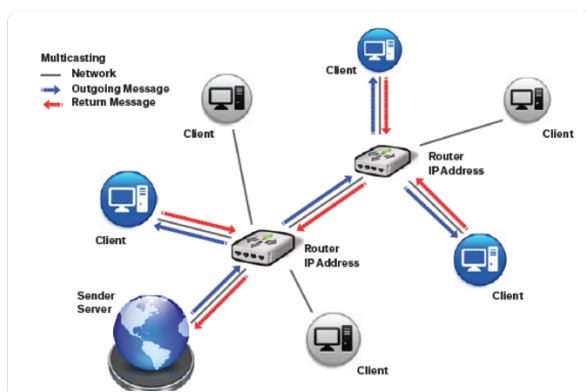 Multicasting
Network
Outgoing Message
Return Message
Client
Client
Client
Client
Router
IP Address
Client
Router
IP Address
Client
Sender
Server
Client